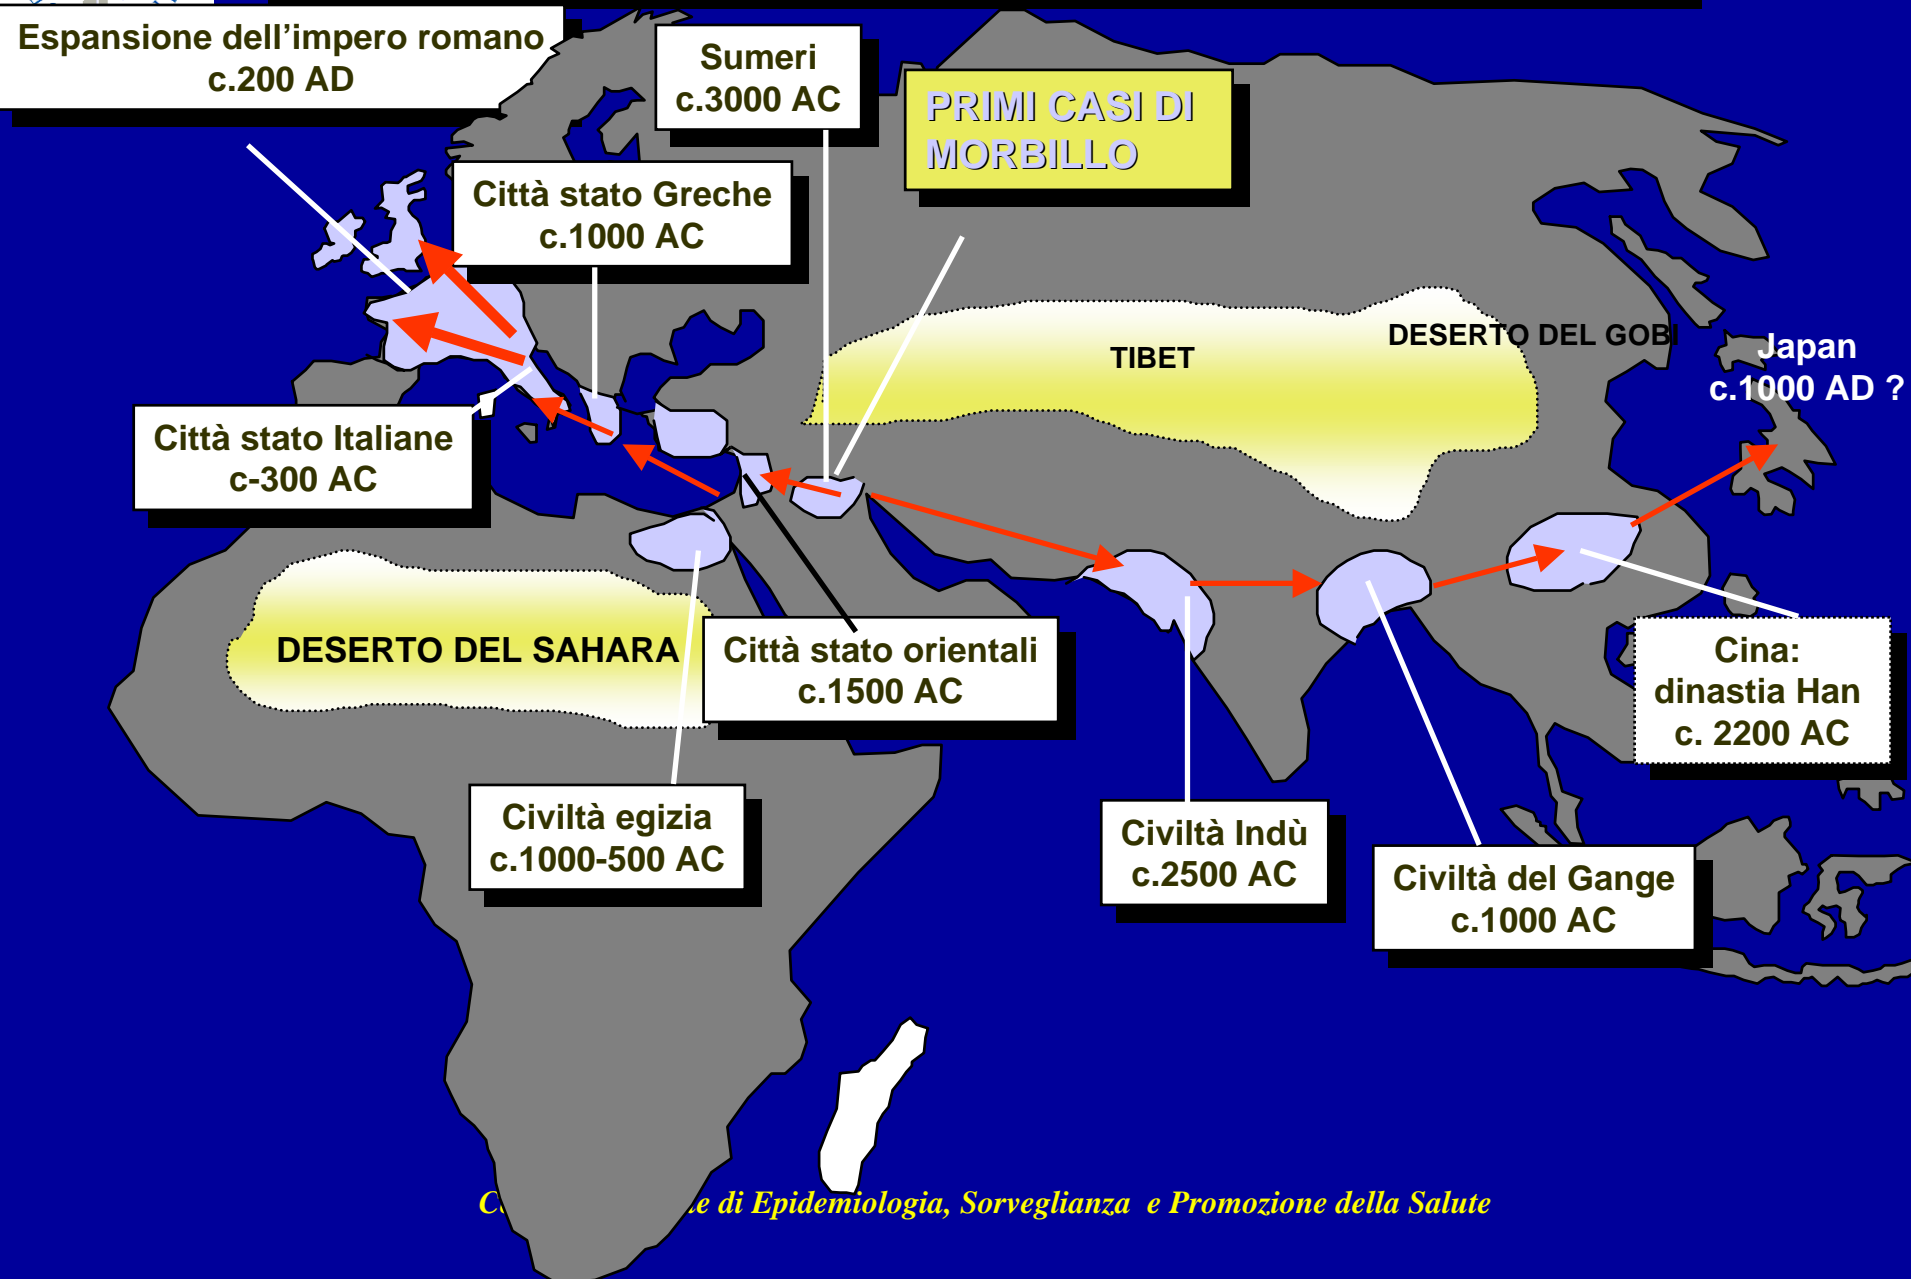 Espansione dell'impero romano
c.200 AD
Sumeri
c.3000 AC
PRIMI CASI DI
MORBILLO
Città stato Greche
c.1000 AC
TIBET
DESERTO DEL GOBI
Japan
c.1000 AD ?
Città stato Italiane
c-300 AC
DESERTO DEL SAHARA
Città stato orientali
c.1500 AC
Cina:
dinastia Han
c. 2200 AC
Civiltà egizia
c.1000-500 AC
Civiltà Indù
c.2500 AC
Civiltà del Gange
c.1000 AC
di Epidemiologia, Sorveglianza e Promozione della Salute